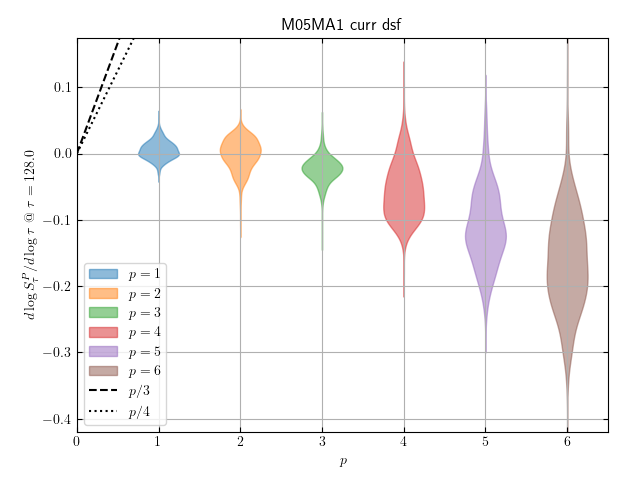 M05MA1 curr dsf
d log S_τ^P / d log τ @ τ = 128.0
0.1
0.0
−0.1
−0.2
−0.3
−0.4
p = 1
p = 2
p = 3
p = 4
p = 5
p = 6
p/3
p/4
0 1 2 3 4 5 6
p